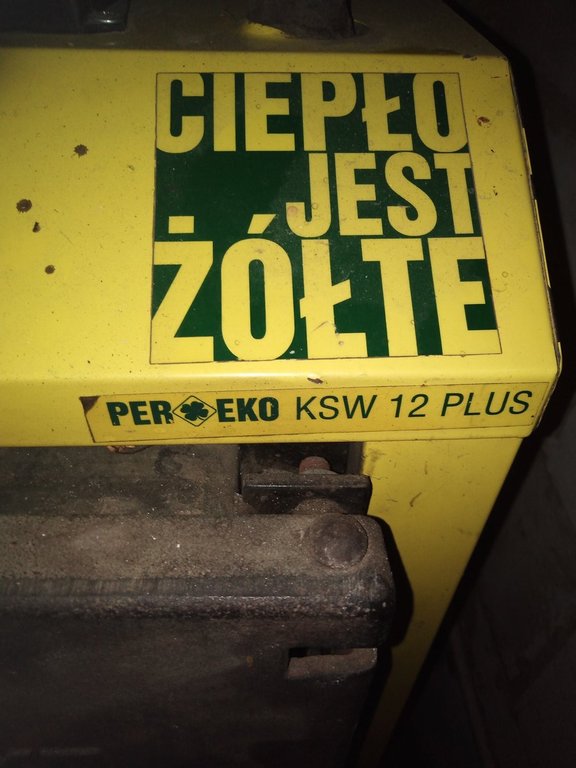 CIEPŁO
JEST
ŻÓŁTE
PER EKO KSW 12 PLUS